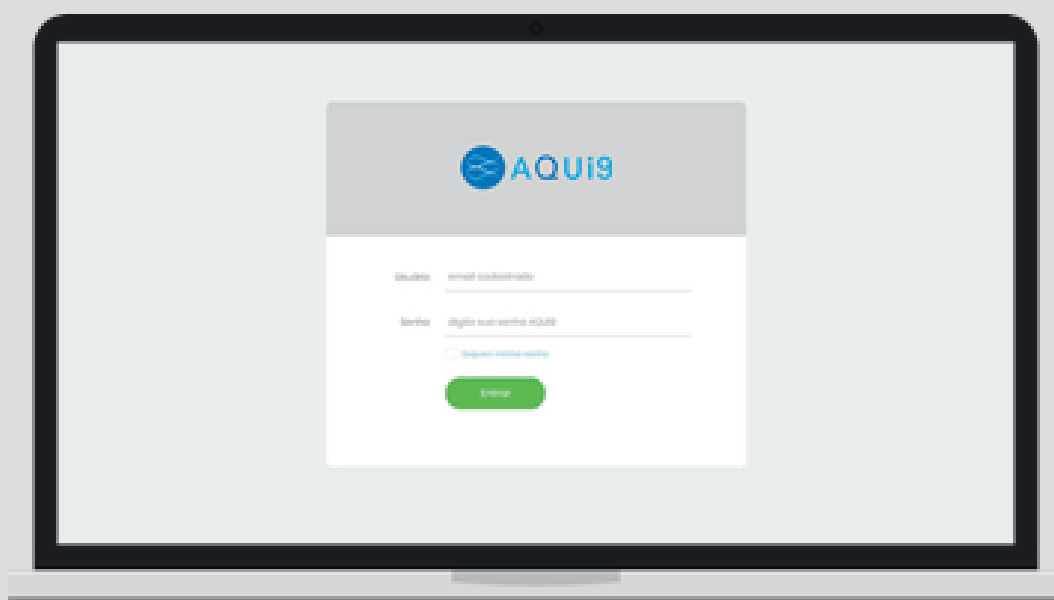 AQUi9
Usuário email cadastrado
Senha digite sua senha AQUi9
Esqueci minha senha
Entrar